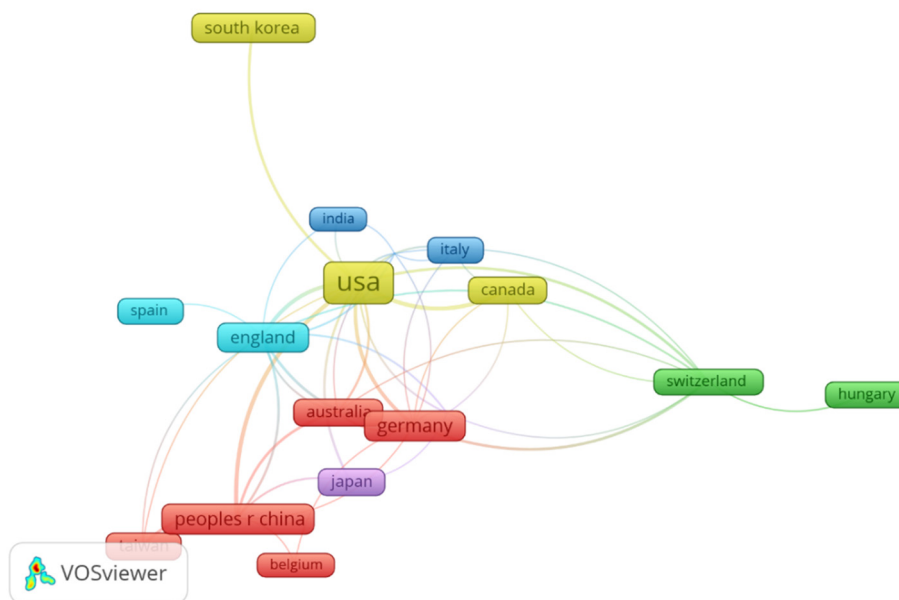 south korea
india
italy
usa
canada
spain
england
switzerland
hungary
australia
germany
japan
peoples r china
taiwan
belgium
VOSviewer